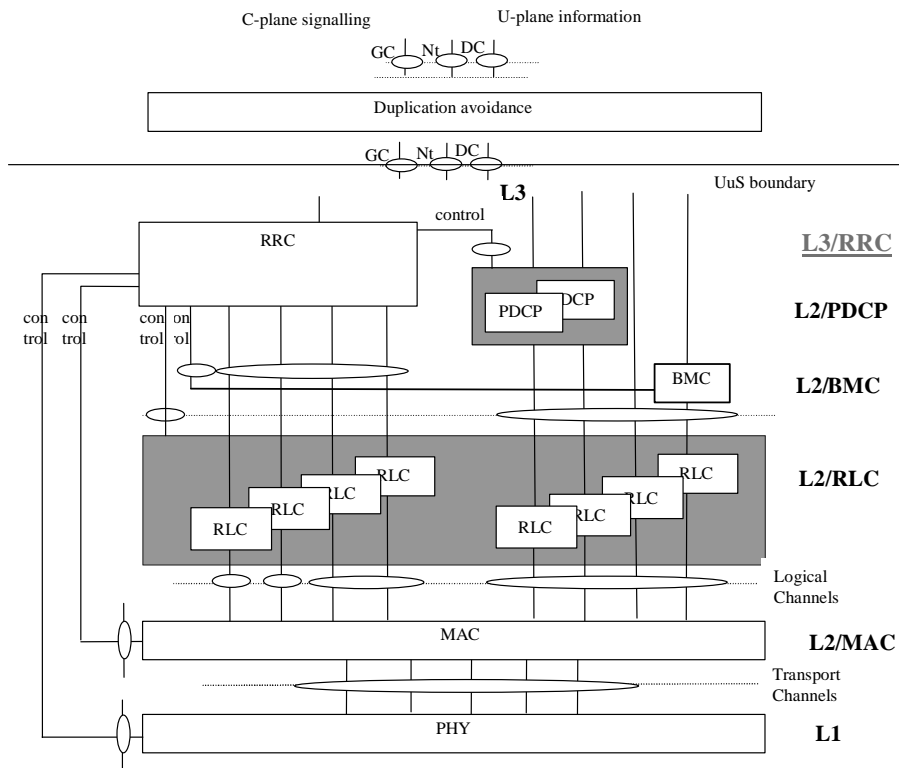 C-plane signalling
U-plane information
GC
Nt
DC
Duplication avoidance
GC
Nt
DC
UuS boundary
L3
control
RRC
L3/RRC
PDCP
DCP
L2/PDCP
con
trol
con
trol
con
trol
on
rol
BMC
L2/BMC
RLC
RLC
RLC
RLC
RLC
RLC
RLC
RLC
L2/RLC
Logical
Channels
MAC
L2/MAC
Transport
Channels
PHY
L1